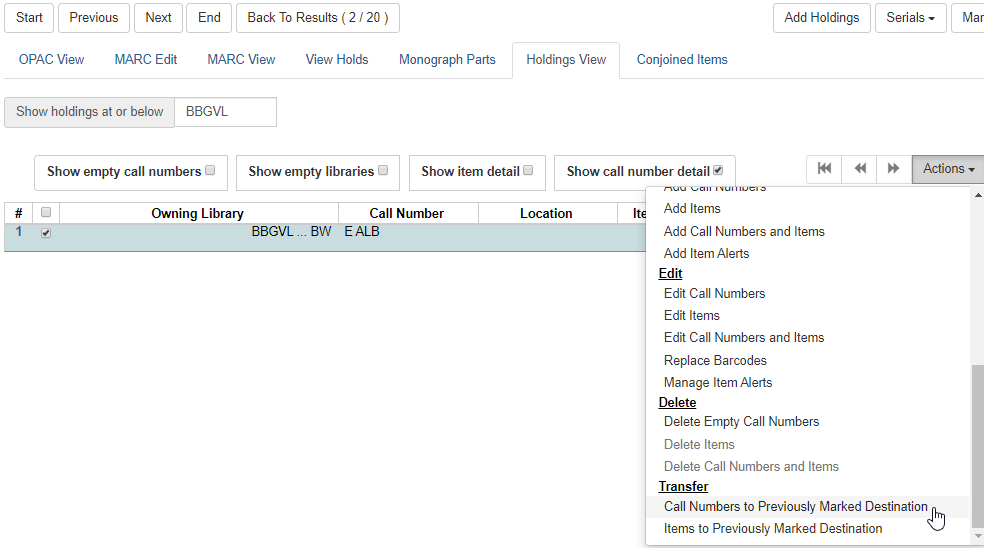 Start Previous Next End Back To Results ( 2 / 20 ) Add Holdings Serials Mar
OPAC View MARC Edit MARC View View Holds Monograph Parts Holdings View Conjoined Items
Show holdings at or below BBGVL
Show empty call numbers Show empty libraries Show item detail Show call number detail Actions
# Owning Library Call Number Location Ite
1 BBGVL ... BW E ALB
Add Call Numbers
Add Items
Add Call Numbers and Items
Add Item Alerts
Edit
Edit Call Numbers
Edit Items
Edit Call Numbers and Items
Replace Barcodes
Manage Item Alerts
Delete
Delete Empty Call Numbers
Delete Items
Delete Call Numbers and Items
Transfer
Call Numbers to Previously Marked Destination
Items to Previously Marked Destination